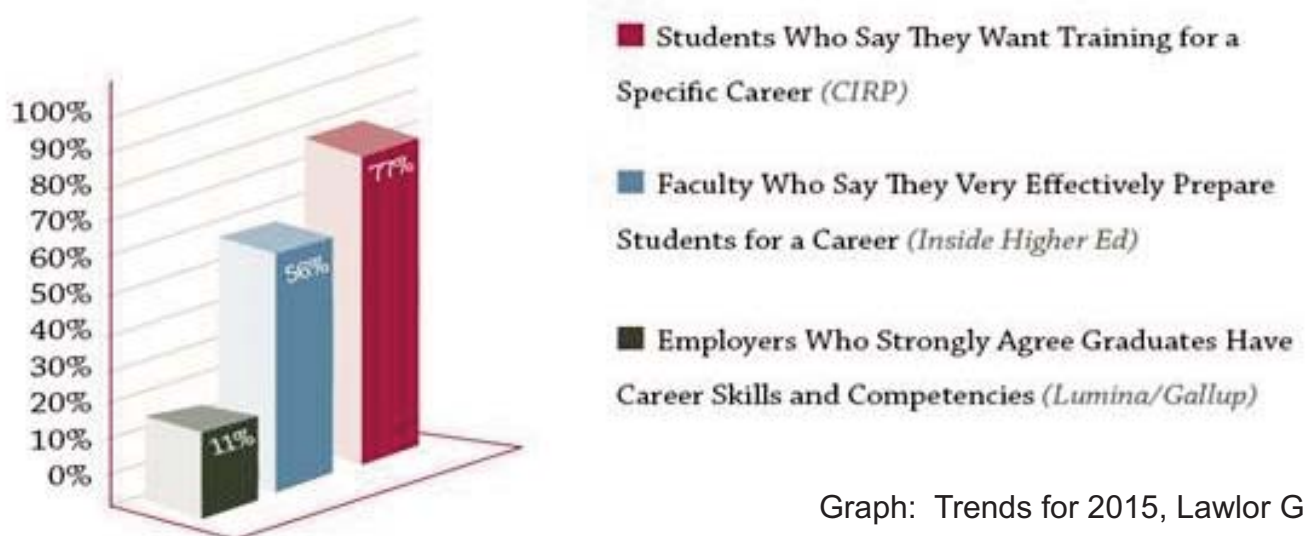 100%
90%
80%
70%
60%
50%
40%
30%
20%
10%
0%
77%
56%
11%
Students Who Say They Want Training for a
Specific Career (CIRP)
Faculty Who Say They Very Effectively Prepare
Students for a Career (Inside Higher Ed)
Employers Who Strongly Agree Graduates Have
Career Skills and Competencies (Lumina/Gallup)
Graph: Trends for 2015, Lawlor G